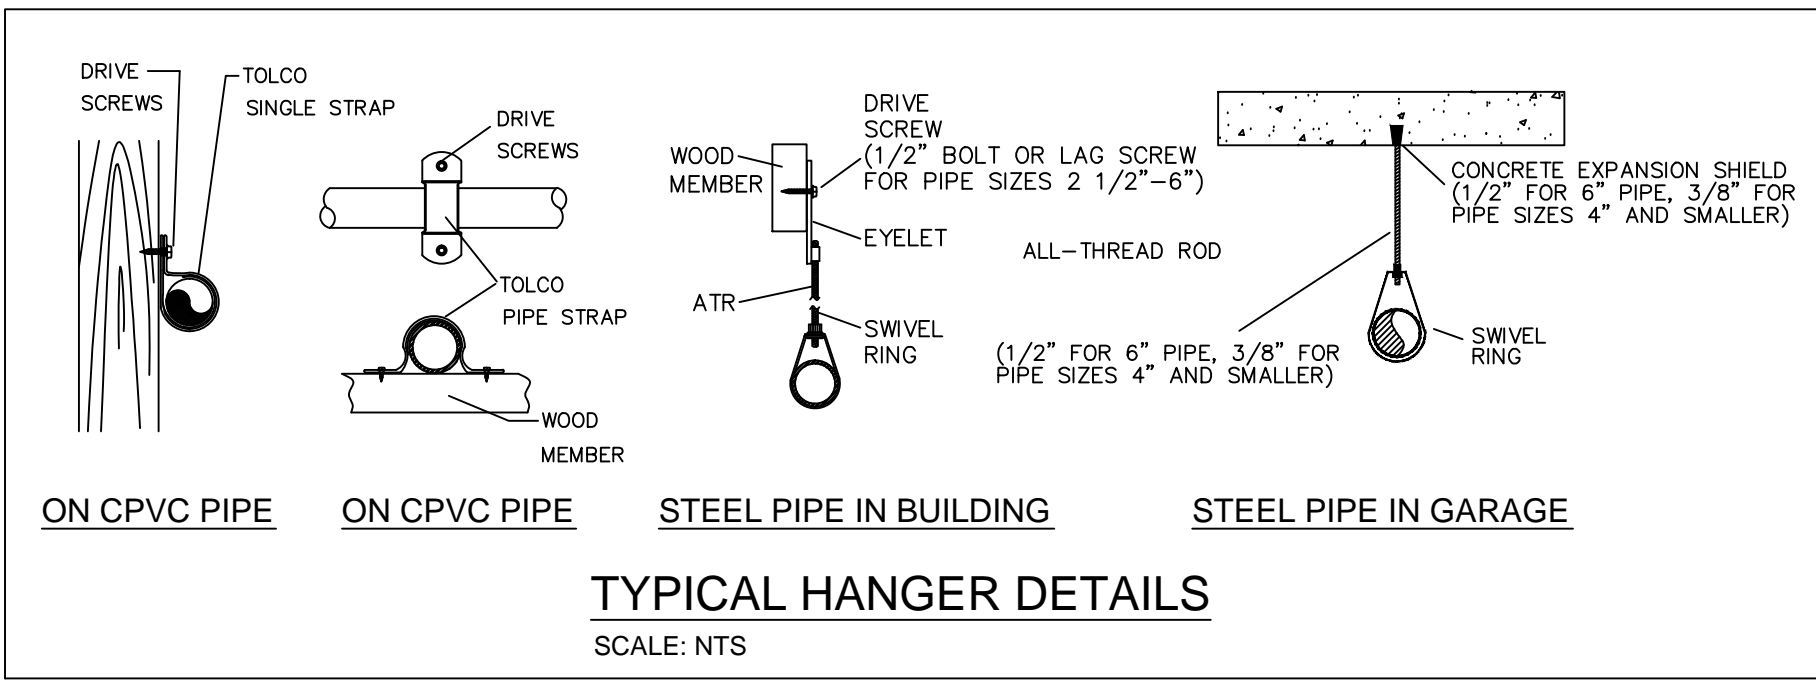 DRIVE
SCREWS
TOLCO
SINGLE STRAP
ON CPVC PIPE
DRIVE
SCREWS
TOLCO
PIPE STRAP
WOOD
MEMBER
ON CPVC PIPE
WOOD
MEMBER
DRIVE
SCREW
(1/2” BOLT OR LAG SCREW
FOR PIPE SIZES 2 1/2”-6”)
EYELET
ATR
SWIVEL
RING
STEEL PIPE IN BUILDING
CONCRETE EXPANSION SHIELD
(1/2” FOR 6” PIPE, 3/8” FOR
PIPE SIZES 4” AND SMALLER)
ALL-THREAD ROD
(1/2” FOR 6” PIPE, 3/8” FOR
PIPE SIZES 4” AND SMALLER)
SWIVEL
RING
STEEL PIPE IN GARAGE
TYPICAL HANGER DETAILS
SCALE: NTS